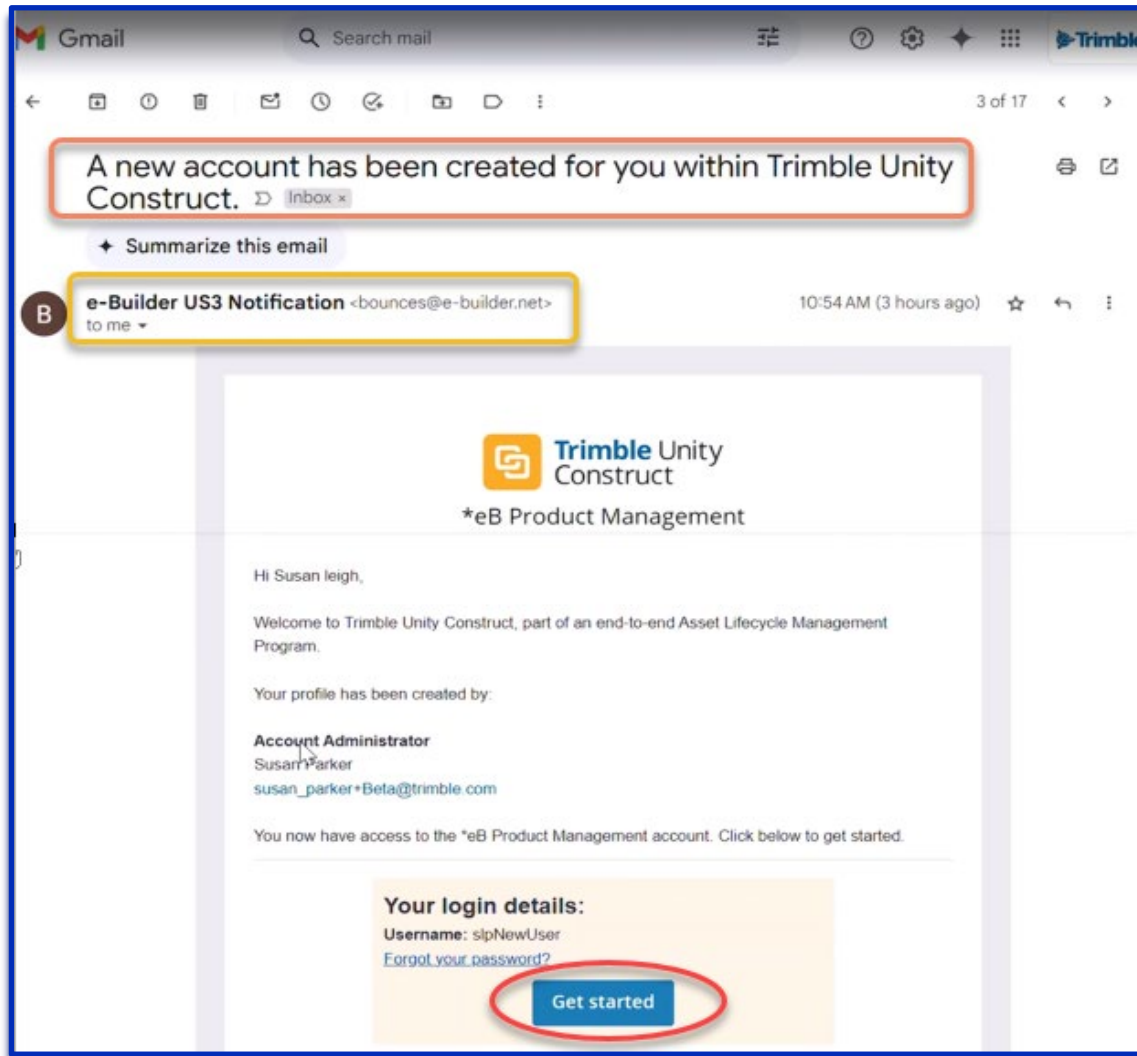 Gmail
Search mail
Trimble
3 of 17
A new account has been created for you within Trimble Unity
Construct. Inbox ×
Summarize this email
e-Builder US3 Notification <bounces@e-builder.net>
10:54 AM (3 hours ago)
B
to me
Trimble Unity
Construct
*eB Product Management
Hi Susan leigh,
Welcome to Trimble Unity Construct, part of an end-to-end Asset Lifecycle Management
Program.
Your profile has been created by:
Account Administrator
Susan Parker
susan_parker+Beta@trimble.com
You now have access to the *eB Product Management account. Click below to get started.
Your login details:
Username: slpNewUser
Forgot your password?
Get started